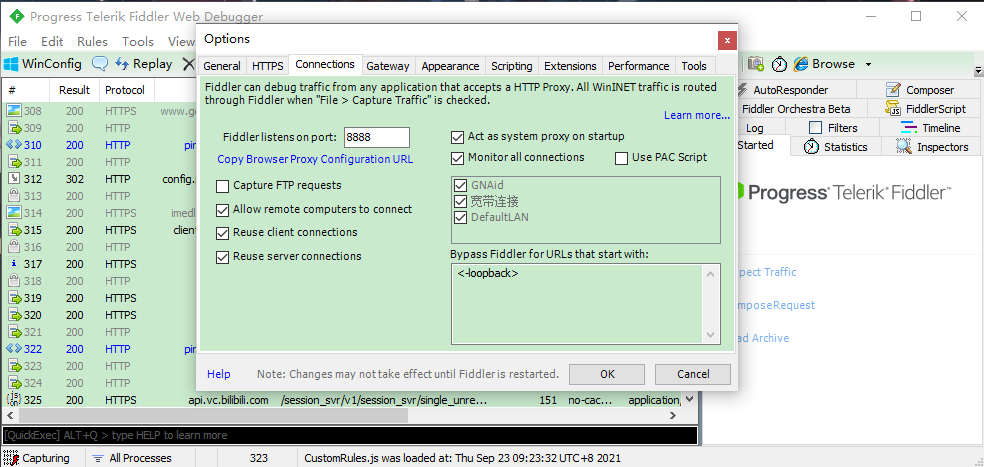 Progress Telerik Fiddler Web Debugger
File Edit Rules Tools View
WinConfig Replay
Browse
Options
General HTTPS Connections Gateway Appearance Scripting Extensions Performance Tools
Fiddler can debug traffic from any application that accepts a HTTP Proxy. All WinINET traffic is routed
through Fiddler when "File > Capture Traffic" is checked.
Learn more...
Fiddler listens on port: 8888
Copy Browser Proxy Configuration URL
Capture FTP requests
Allow remote computers to connect
Reuse client connections
Reuse server connections
Act as system proxy on startup
Monitor all connections Use PAC Script
GNAid
宽带连接
DefaultLAN
Bypass Fiddler for URLs that start with:
<-loopback>
Help Note: Changes may not take effect until Fiddler is restarted. OK Cancel
# Result Protocol
308 200 HTTPS
309 200 HTTP
310 200 HTTP
311 200 HTTP
312 302 HTTP config.
313 200 HTTP
314 200 HTTPS
315 200 HTTPS client
316 200 HTTP
317 200 HTTPS
318 200 HTTP
319 200 HTTPS
320 200 HTTPS
321 200 HTTP
322 200 HTTP
323 200 HTTP
324 200 HTTP
325 200 HTTPS api.vc.bilibili.com /session_svr/v1/session_svr/single_unre... 151 no-cac... application,
AutoResponder Composer
Fiddler Orchestra Beta FiddlerScript
Log Filters Timeline
Started Statistics Inspectors
Progress Telerik Fiddler™
pect Traffic
mpose Request
ad Archive
[QuickExec] ALT+Q > type HELP to learn more
Capturing All Processes 323 CustomRules.js was loaded at: Thu Sep 23 09:23:32 UTC+8 2021